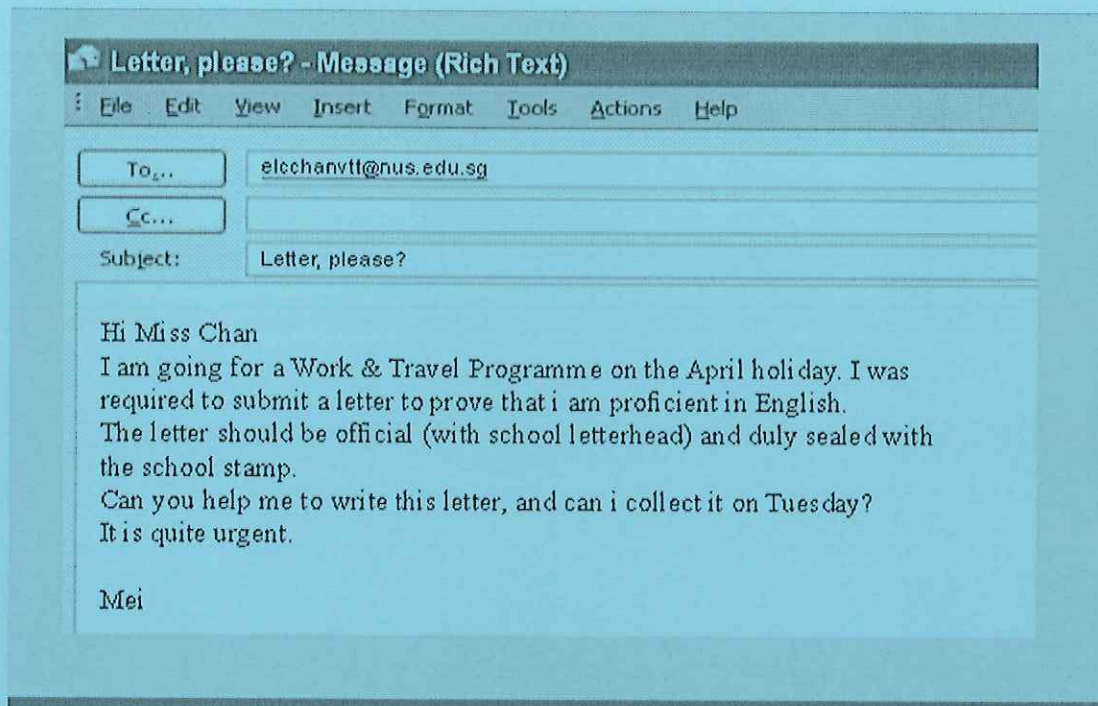 Letter, please? - Message (Rich Text)
File Edit View Insert Format Tools Actions Help
To... elcchanvtt@nus.edu.sg
Cc...
Subject: Letter, please?
Hi Miss Chan
I am going for a Work & Travel Programme on the April holiday. I was
required to submit a letter to prove that i am proficient in English.
The letter should be official (with school letterhead) and duly sealed with
the school stamp.
Can you help me to write this letter, and can i collect it on Tuesday?
It is quite urgent.
Mei